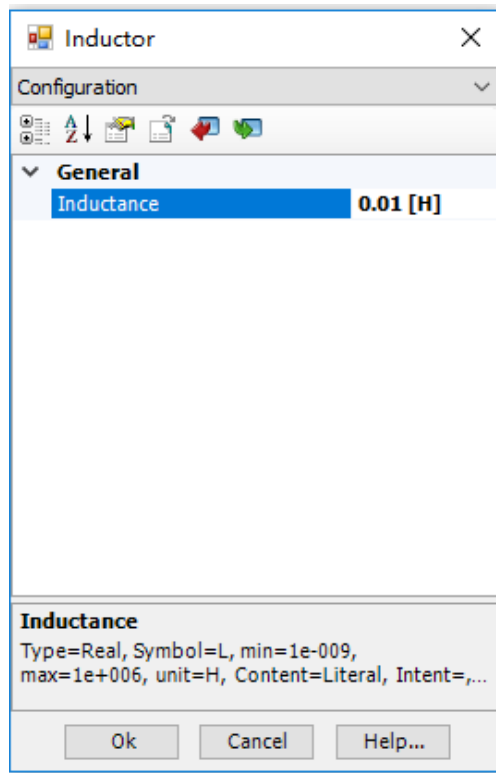 Inductor
Configuration
General
Inductance 0.01 [H]
Inductance
Type=Real, Symbol=L, min=1e-009,
max=1e+006, unit=H, Content=Literal, Intent=,...
Ok Cancel Help...